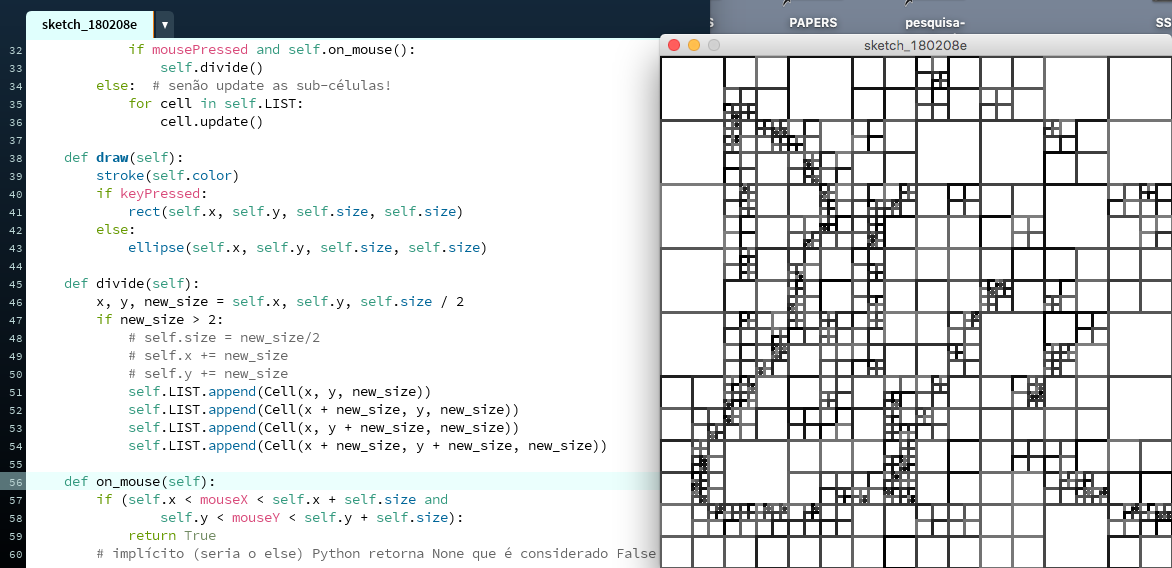 sketch_180208e ▼
S PAPERS pesquisa- SS
sketch_180208e
32 if mousePressed and self.on_mouse():
33 self.divide()
34 else:  # senão update as sub-células!
35 for cell in self.LIST:
36 cell.update()
37
38 def draw(self):
39 stroke(self.color)
40 if keyPressed:
41 rect(self.x, self.y, self.size, self.size)
42 else:
43 ellipse(self.x, self.y, self.size, self.size)
44
45 def divide(self):
46 x, y, new_size = self.x, self.y, self.size / 2
47 if new_size > 2:
48 # self.size = new_size/2
49 # self.x += new_size
50 # self.y += new_size
51 self.LIST.append(Cell(x, y, new_size))
52 self.LIST.append(Cell(x + new_size, y, new_size))
53 self.LIST.append(Cell(x, y + new_size, new_size))
54 self.LIST.append(Cell(x + new_size, y + new_size, new_size))
55
56 def on_mouse(self):
57 if (self.x < mouseX < self.x + self.size and
58 self.y < mouseY < self.y + self.size):
59 return True
60 # implícito (seria o else) Python retorna None que é considerado False